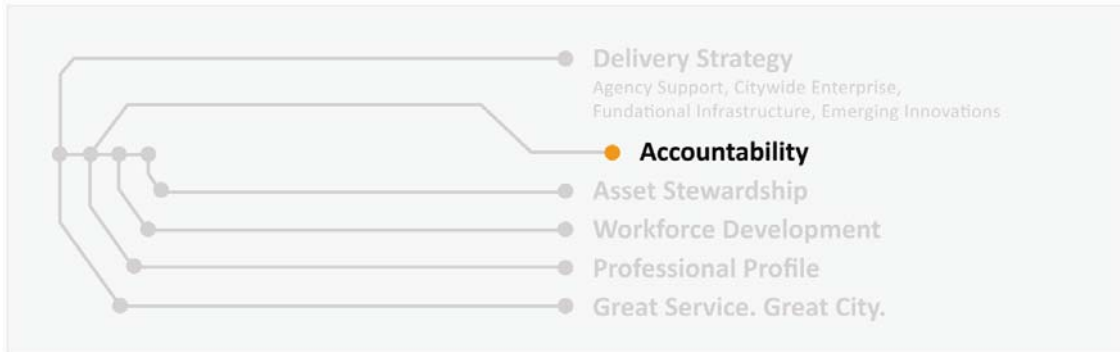 Delivery Strategy
Agency Support, Citywide Enterprise,
Fundational Infrastructure, Emerging Innovations
Accountability
Asset Stewardship
Workforce Development
Professional Profile
Great Service. Great City.